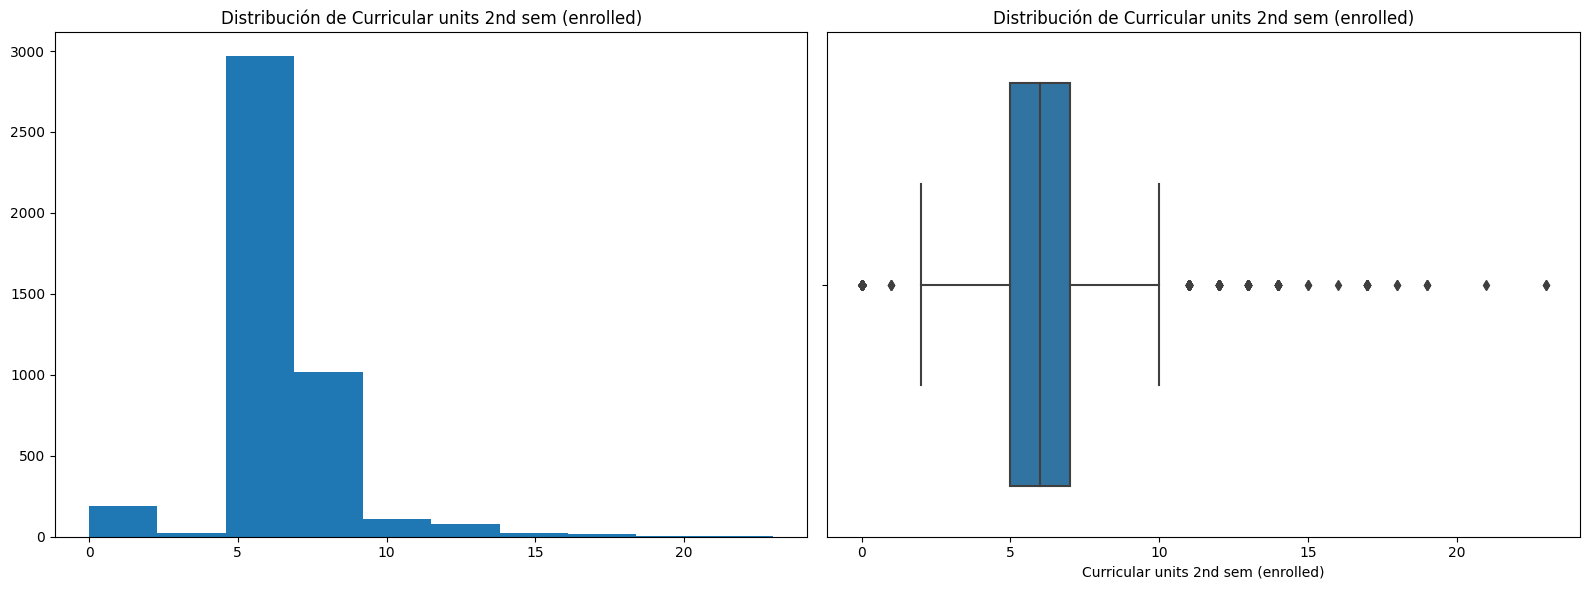 Distribución de Curricular units 2nd sem (enrolled)
3000
2500
2000
1500
1000
500
0
0 5 10 15 20
Distribución de Curricular units 2nd sem (enrolled)
0 5 10 15 20
Curricular units 2nd sem (enrolled)